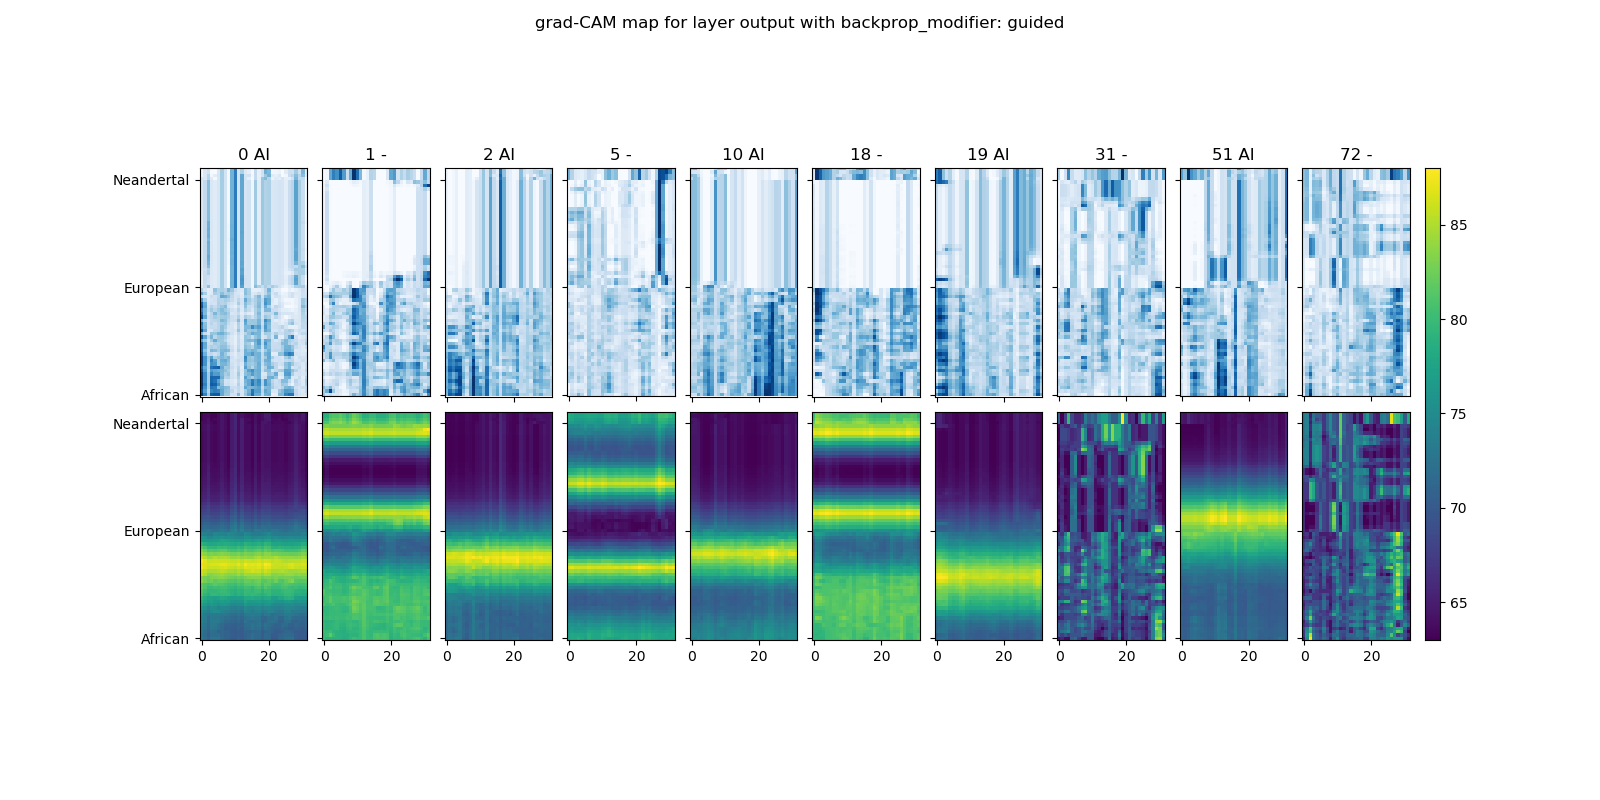 grad-CAM map for layer output with backprop_modifier: guided
0 AI 1 - 2 AI 5 - 10 AI 18 - 19 AI 31 - 51 AI 72 -
Neandertal
European
African
Neandertal
European
African
0 20 0 20 0 20 0 20 0 20 0 20 0 20 0 20 0 20 0 20
85
80
75
70
65